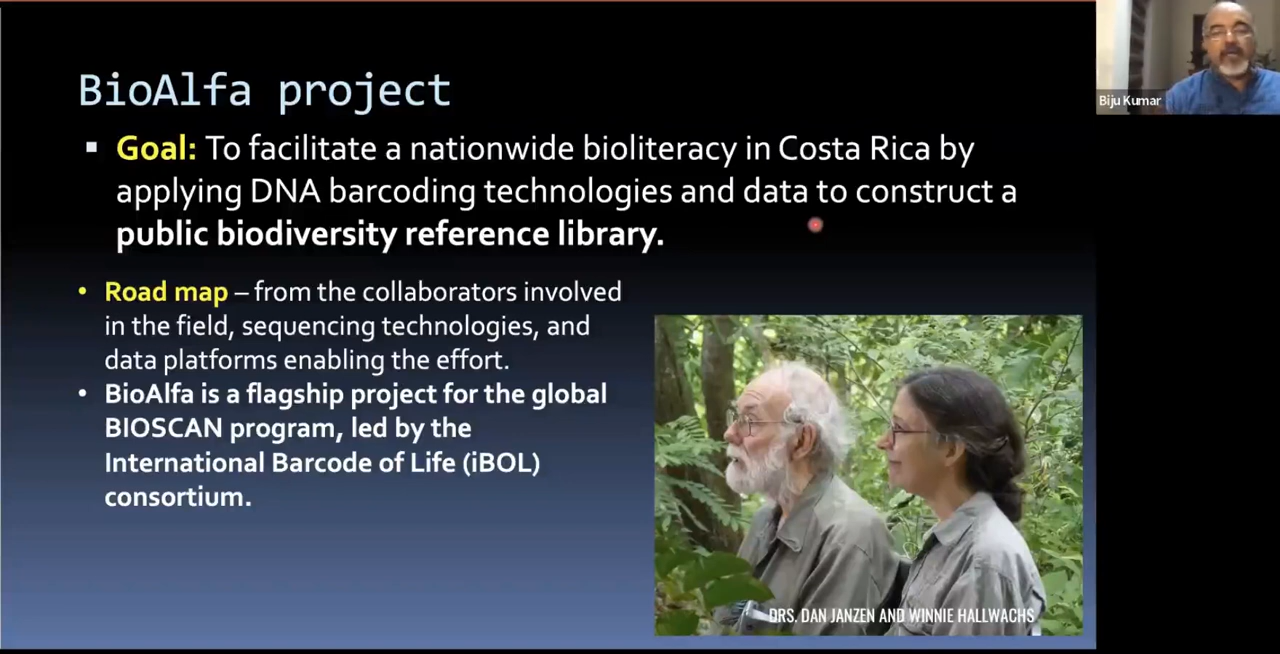 BioAlfa project
Goal: To facilitate a nationwide bioliteracy in Costa Rica by
applying DNA barcoding technologies and data to construct a
public biodiversity reference library.
Road map – from the collaborators involved
in the field, sequencing technologies, and
data platforms enabling the effort.
BioAlfa is a flagship project for the global
BIOSCAN program, led by the
International Barcode of Life (iBOL)
consortium.
DRS. DAN JANZEN AND WINNIE HALLWACHS
Biju Kumar